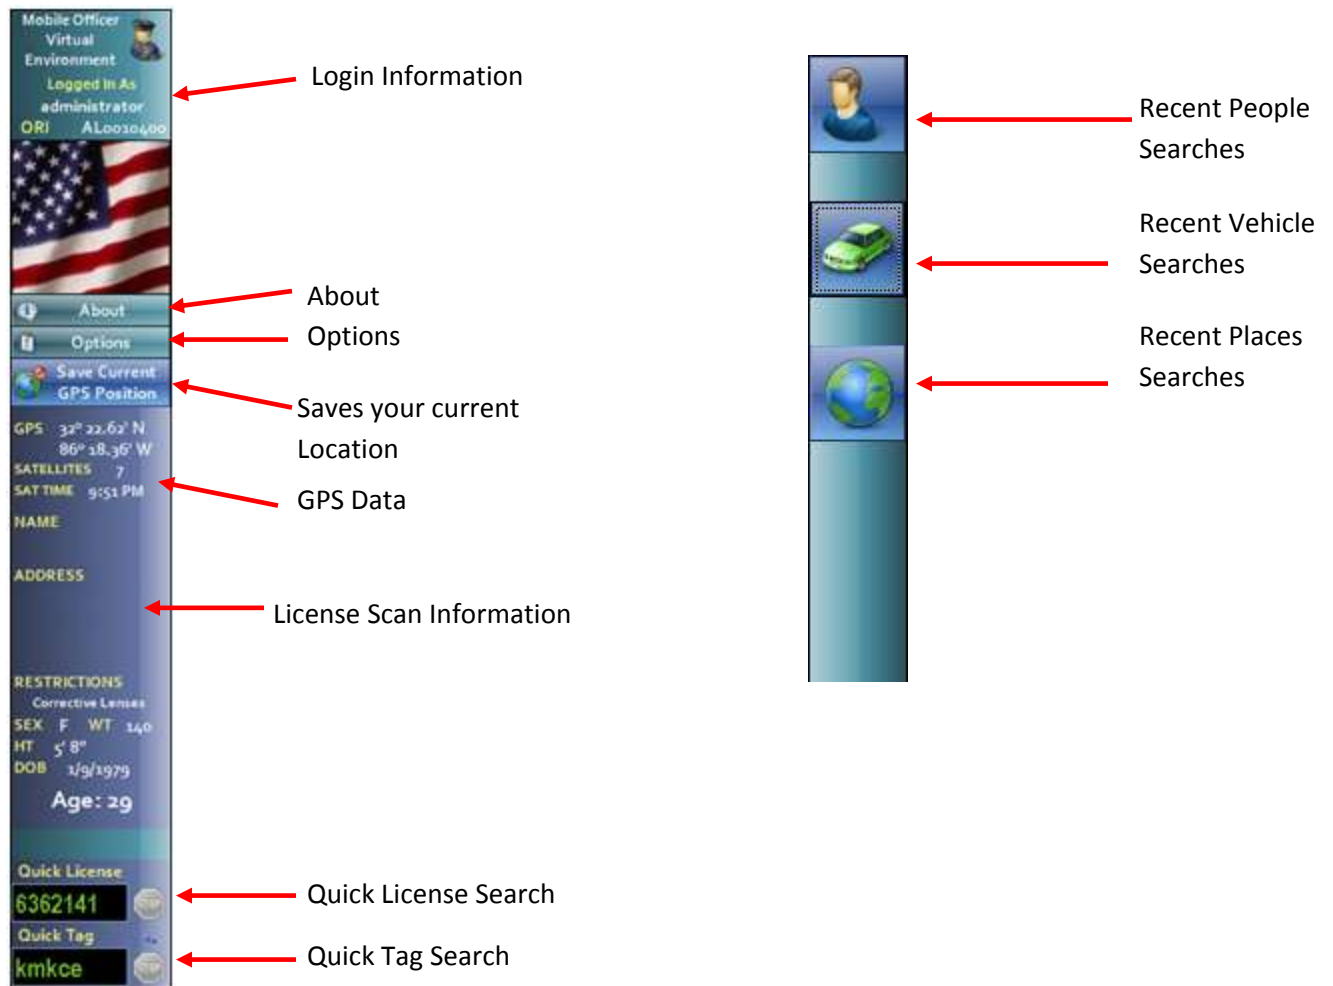 Mobile Officer
Virtual
Environment
Logged In As
administrator
ORI AL0010400
About
Options
Save Current
GPS Position
GPS 32° 22.62' N
86° 18.36' W
SATELLITES 7
SAT TIME 9:51 PM
NAME
ADDRESS
RESTRICTIONS
Corrective Lenses
SEX F WT 140
HT 5' 8"
DOB 1/9/1979
Age: 29
Quick License
6362141
Quick Tag
kmkce
Login Information
About
Options
Saves your current
Location
GPS Data
License Scan Information
Quick License Search
Quick Tag Search
Recent People
Searches
Recent Vehicle
Searches
Recent Places
Searches